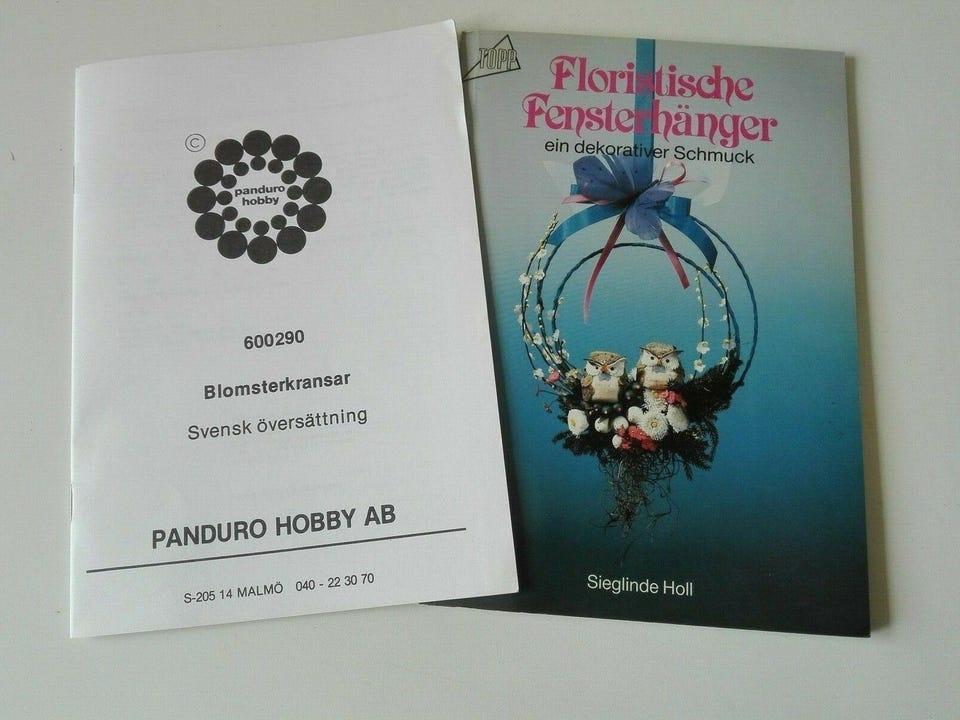 ©
panduro
hobby
600290
Blomsterkransar
Svensk översättning
PANDURO HOBBY AB
S-205 14 MALMÖ 040 - 22 30 70
TOPP
Floristische
Fensterhänger
ein dekorativer Schmuck
Sieglinde Holl